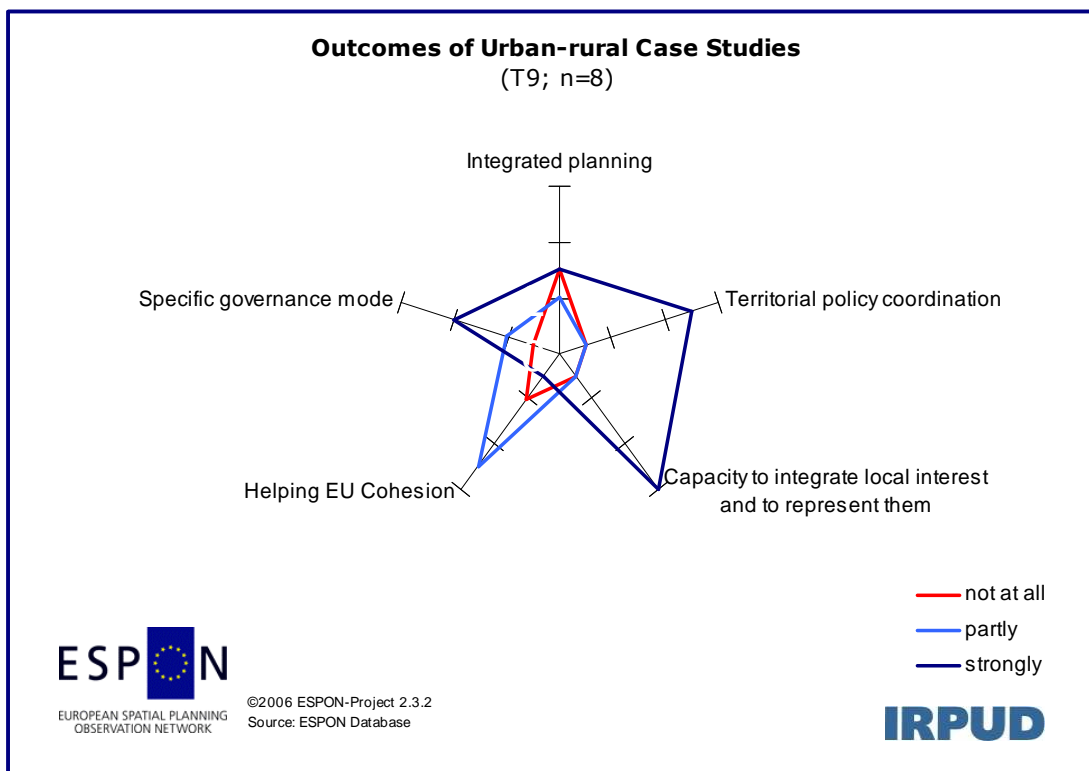 Outcomes of Urban-rural Case Studies
(T9; n=8)
Integrated planning
Specific governance mode
Territorial policy coordination
Helping EU Cohesion
Capacity to integrate local interest
and to represent them
not at all
partly
strongly
ESPON
EUROPEAN SPATIAL PLANNING
OBSERVATION NETWORK
©2006 ESPON-Project 2.3.2
Source: ESPON Database
IRPUD